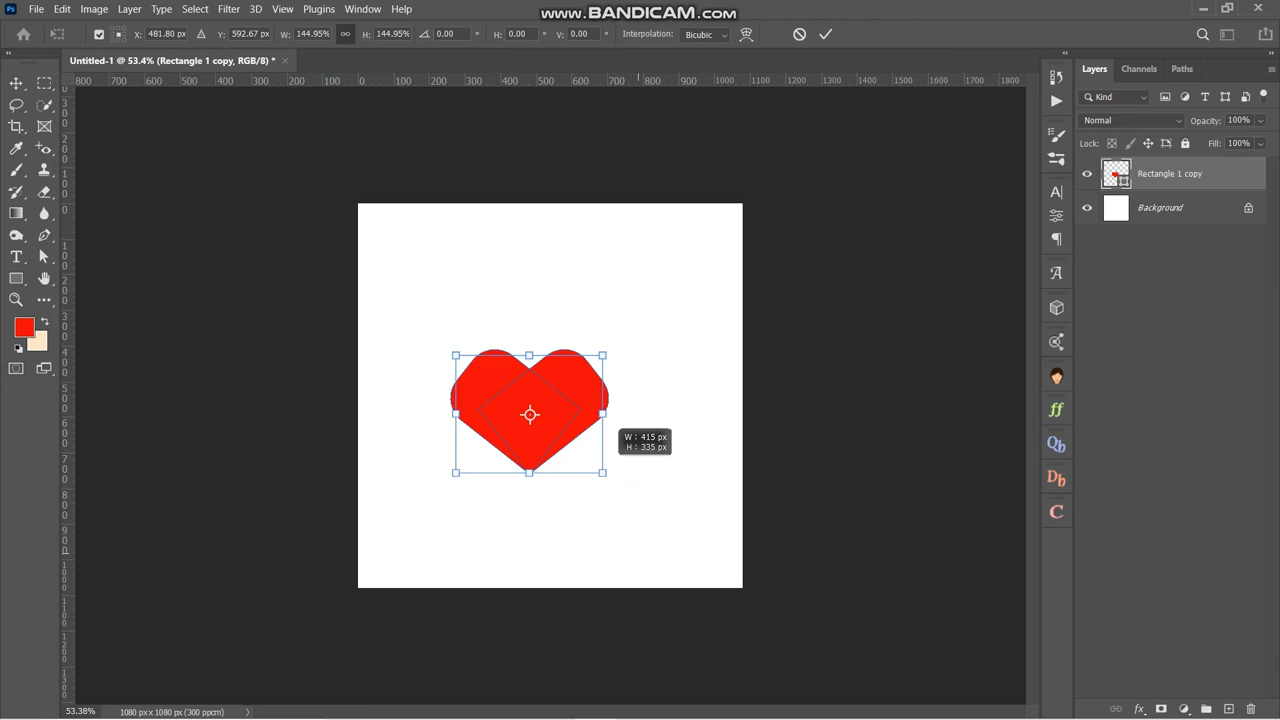 www.BANDICAM.com
Ps File Edit Image Layer Type Select Filter 3D View Plugins Window Help
X: 481.80 px Y: 592.67 px W: 144.95% H: 144.95% 0.00 ° H: 0.00 ° V: 0.00 ° Interpolation: Bicubic
Untitled-1 @ 53.4% (Rectangle 1 copy, RGB/8) * ×
800 700 600 500 400 300 200 100 0 100 200 300 400 500 600 700 800 900 1000 1100 1200 1300 1400 1500 1600 1700 1800
Layers Channels Paths
Kind
Normal Opacity: 100%
Lock: Fill: 100%
Rectangle 1 copy
Background
W: 415 px
H: 335 px
53.38% 1080 px x 1080 px (300 ppcm)